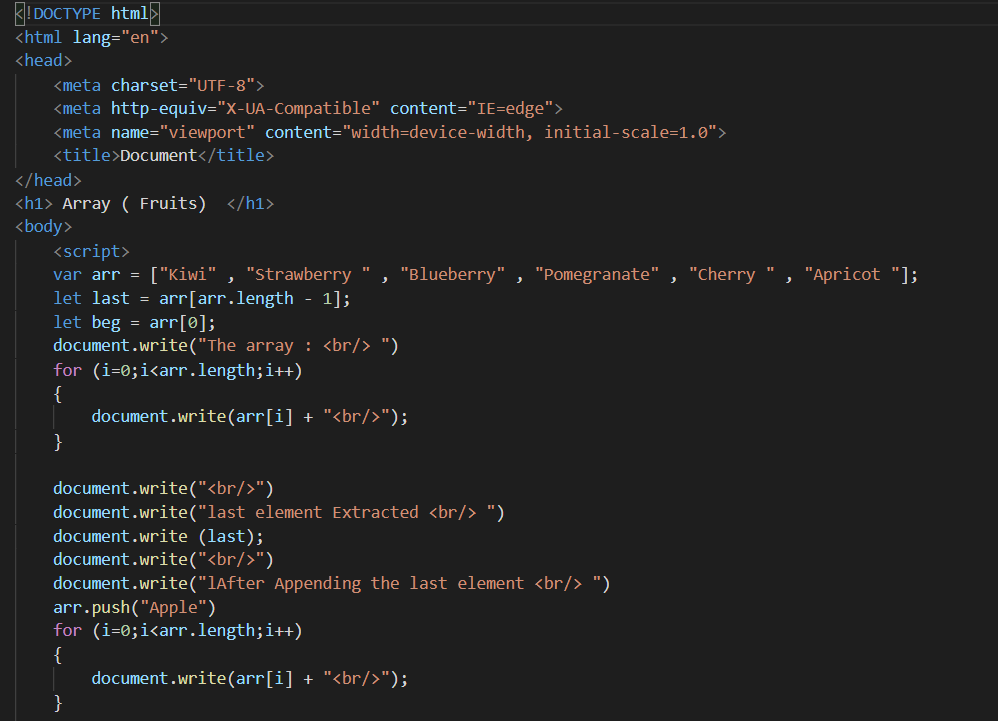 <!DOCTYPE html>
<html lang="en">
<head>
    <meta charset="UTF-8">
    <meta http-equiv="X-UA-Compatible" content="IE=edge">
    <meta name="viewport" content="width=device-width, initial-scale=1.0">
    <title>Document</title>
</head>
<h1> Array ( Fruits)  </h1>
<body>
    <script>
    var arr = ["Kiwi" , "Strawberry " , "Blueberry" , "Pomegranate" , "Cherry " , "Apricot "];
    let last = arr[arr.length - 1];
    let beg = arr[0];
    document.write("The array : <br/> ")
    for (i=0;i<arr.length;i++)
    {
        document.write(arr[i] + "<br/>");
    }

    document.write("<br/>")
    document.write("last element Extracted <br/> ")
    document.write (last);
    document.write("<br/>")
    document.write("lAfter Appending the last element <br/> ")
    arr.push("Apple")
    for (i=0;i<arr.length;i++)
    {
        document.write(arr[i] + "<br/>");
    }